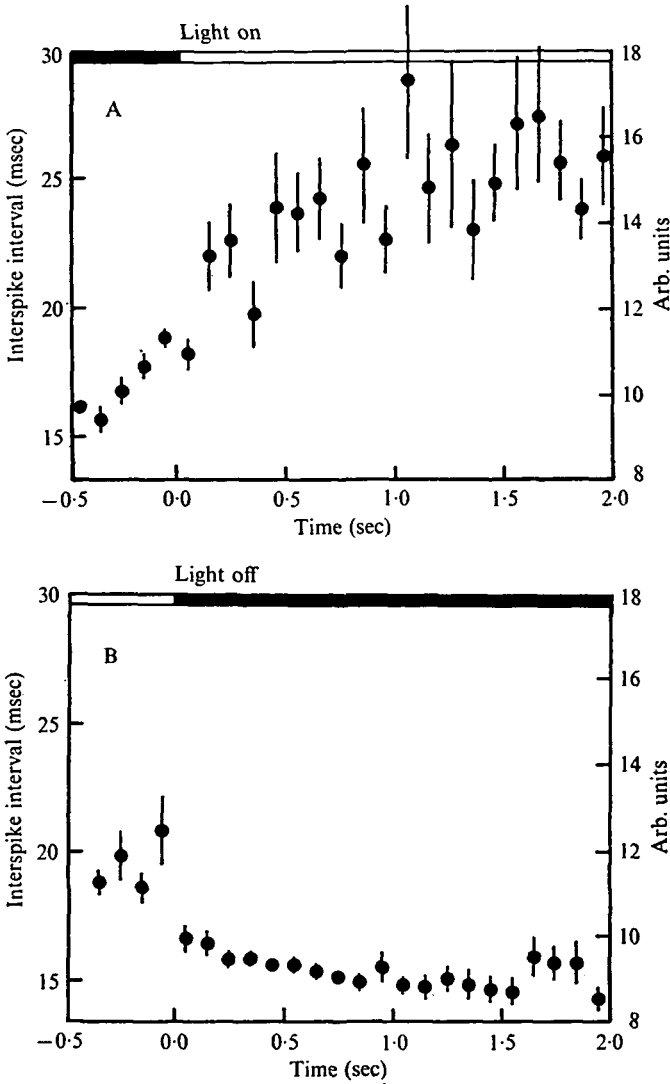 Light on
30
25
20
15
Interspike interval (msec)
A
18
16
14
12
10
8
Arb. units
−0·5 0·0 0·5 1·0 1·5 2·0
Time (sec)
Light off
30
25
20
15
Interspike interval (msec)
B
18
16
14
12
10
8
Arb. units
−0·5 0·0 0·5 1·0 1·5 2·0
Time (sec)